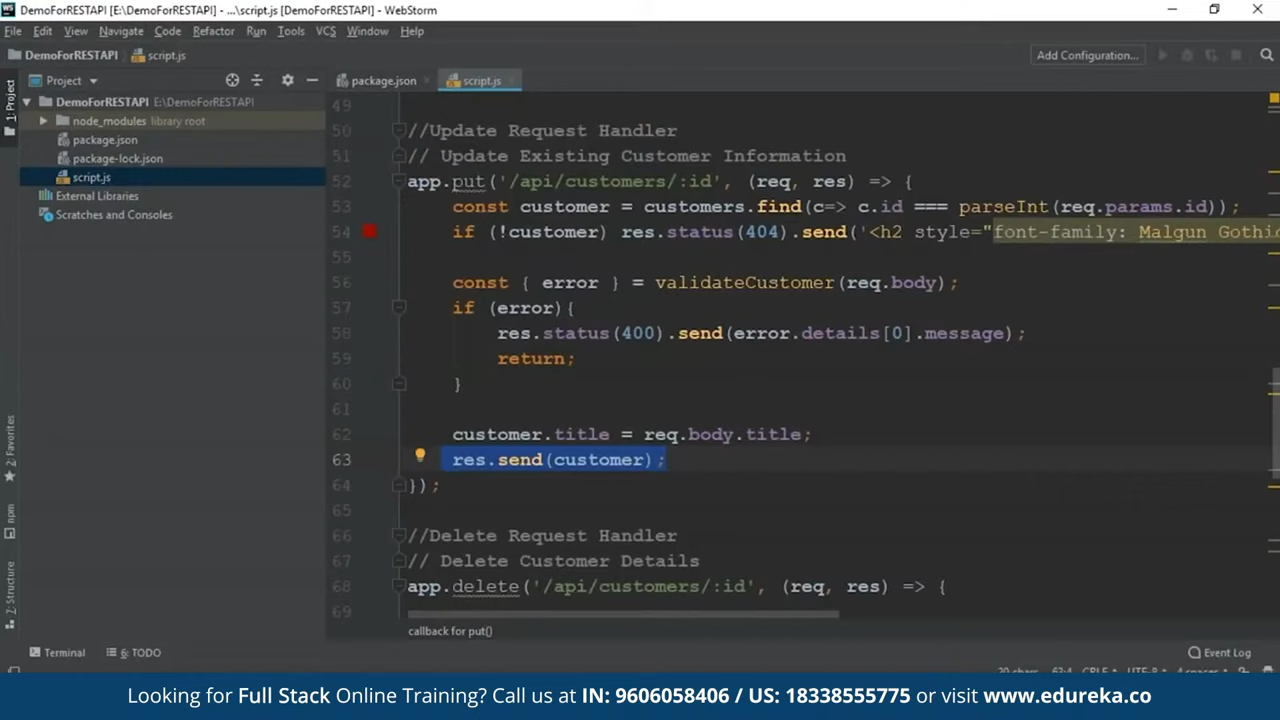 DemoForRESTAPI [E:\DemoForRESTAPI] - ...\script.js [DemoForRESTAPI] - WebStorm
File Edit View Navigate Code Refactor Run Tools VCS Window Help
DemoForRESTAPI script.js Add Configuration...
1: Project
Project
package.json script.js
DemoForRESTAPI E:\DemoForRESTAPI
node_modules library root
package.json
package-lock.json
script.js
External Libraries
Scratches and Consoles
49
50 //Update Request Handler
51 // Update Existing Customer Information
52 app.put('/api/customers/:id', (req, res) => {
53 const customer = customers.find(c=> c.id === parseInt(req.params.id));
54 if (!customer) res.status(404).send('<h2 style="font-family: Malgun Gothic
55
56 const { error } = validateCustomer(req.body);
57 if (error){
58 res.status(400).send(error.details[0].message);
59 return;
60 }
61
62 customer.title = req.body.title;
63 res.send(customer);
64 });
65
66 //Delete Request Handler
67 // Delete Customer Details
68 app.delete('/api/customers/:id', (req, res) => {
69
callback for put()
2: Favorites
npm
7: Structure
Terminal 6: TODO Event Log
Looking for Full Stack Online Training? Call us at IN: 9606058406 / US: 18338555775 or visit www.edureka.co